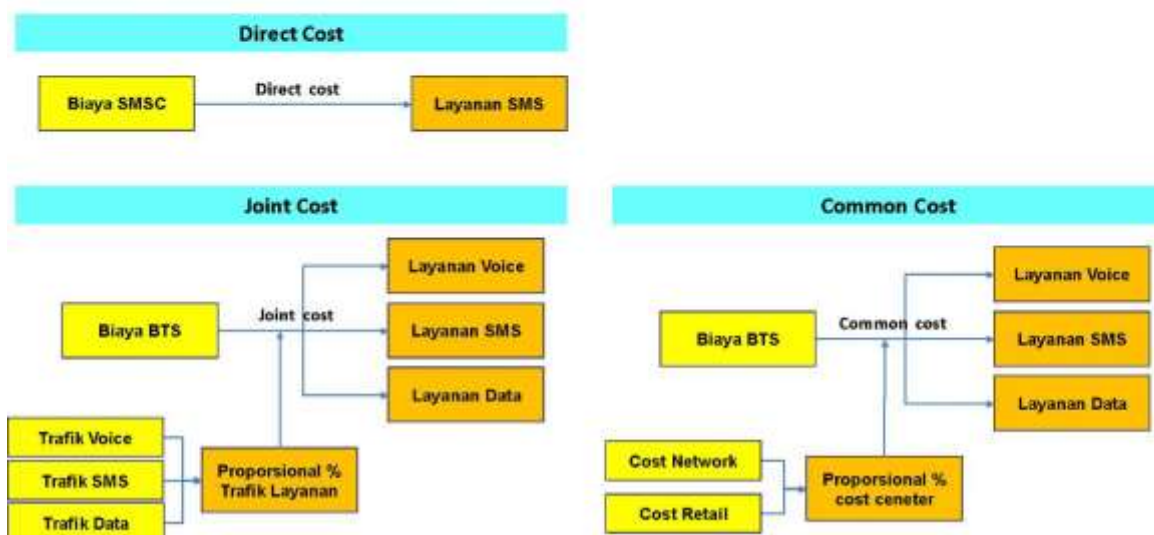 Direct Cost
Biaya SMSC
Direct cost
Layanan SMS
Joint Cost
Layanan Voice
Biaya BTS
Joint cost
Layanan SMS
Layanan Data
Trafik Voice
Trafik SMS
Trafik Data
Proporsional %
Trafik Layanan
Common Cost
Layanan Voice
Biaya BTS
Common cost
Layanan SMS
Layanan Data
Cost Network
Cost Retail
Proporsional %
cost ceneter